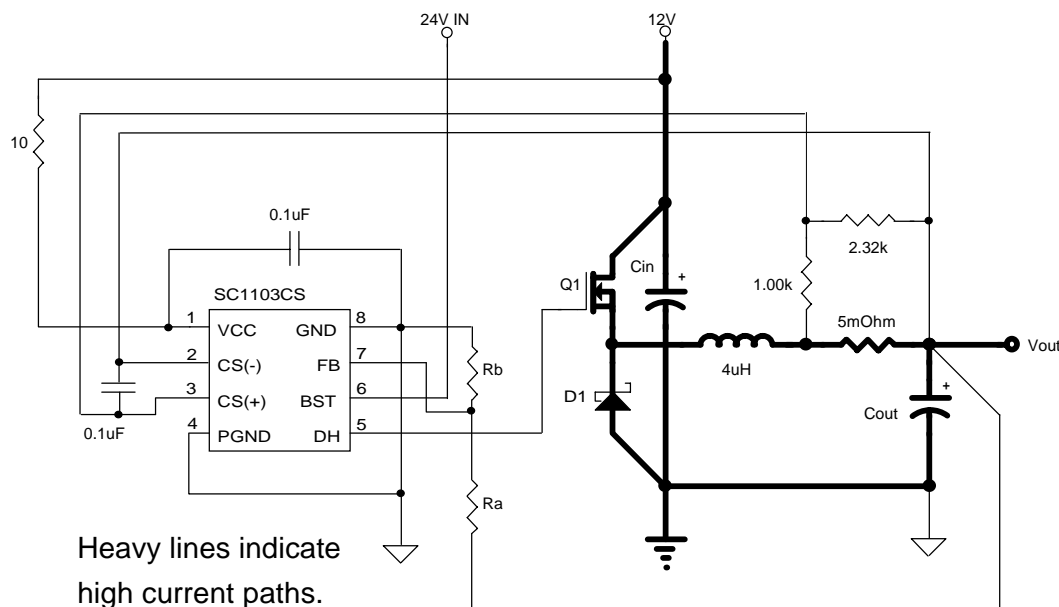 24V IN
12V
10
0.1uF
2.32k
Q1
Cin
+
1.00k
SC1103CS
1
VCC
GND
8
5mOhm
Vout
2
CS(-)
FB
7
Rb
4uH
3
CS(+)
BST
6
D1
+
Cout
0.1uF
4
PGND
DH
5
Ra
Heavy lines indicate
high current paths.